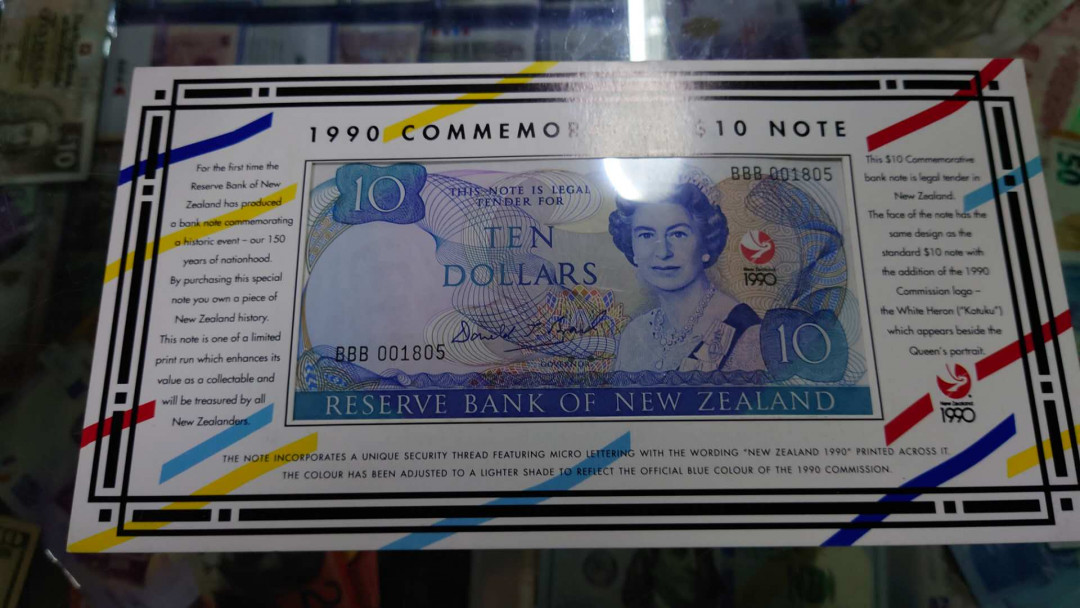 1990 COMMEMOR $10 NOTE
For the first time the
Reserve Bank of New
Zealand has produced
a bank note commemorating
a historic event – our 150
years of nationhood.
By purchasing this special
note you own a piece of
New Zealand history.
This note is one of a limited
print run which enhances its
value as a collectable and
will be treasured by all
New Zealanders.
10
THIS NOTE IS LEGAL
TENDER FOR
TEN
DOLLARS
BBB 001805
New Zealand
1990
BBB 001805
10
RESERVE BANK OF NEW ZEALAND
This $10 Commemorative
bank note is legal tender in
New Zealand.
The face of the note has the
same design as the
standard $10 note with
the addition of the 1990
Commission logo –
the White Heron ("Kotuku")
which appears beside the
Queen's portrait.
New Zealand
1990
THE NOTE INCORPORATES A UNIQUE SECURITY THREAD FEATURING MICRO LETTERING WITH THE WORDING "NEW ZEALAND 1990" PRINTED ACROSS IT.
THE COLOUR HAS BEEN ADJUSTED TO A LIGHTER SHADE TO REFLECT THE OFFICIAL BLUE COLOUR OF THE 1990 COMMISSION.
£10
50